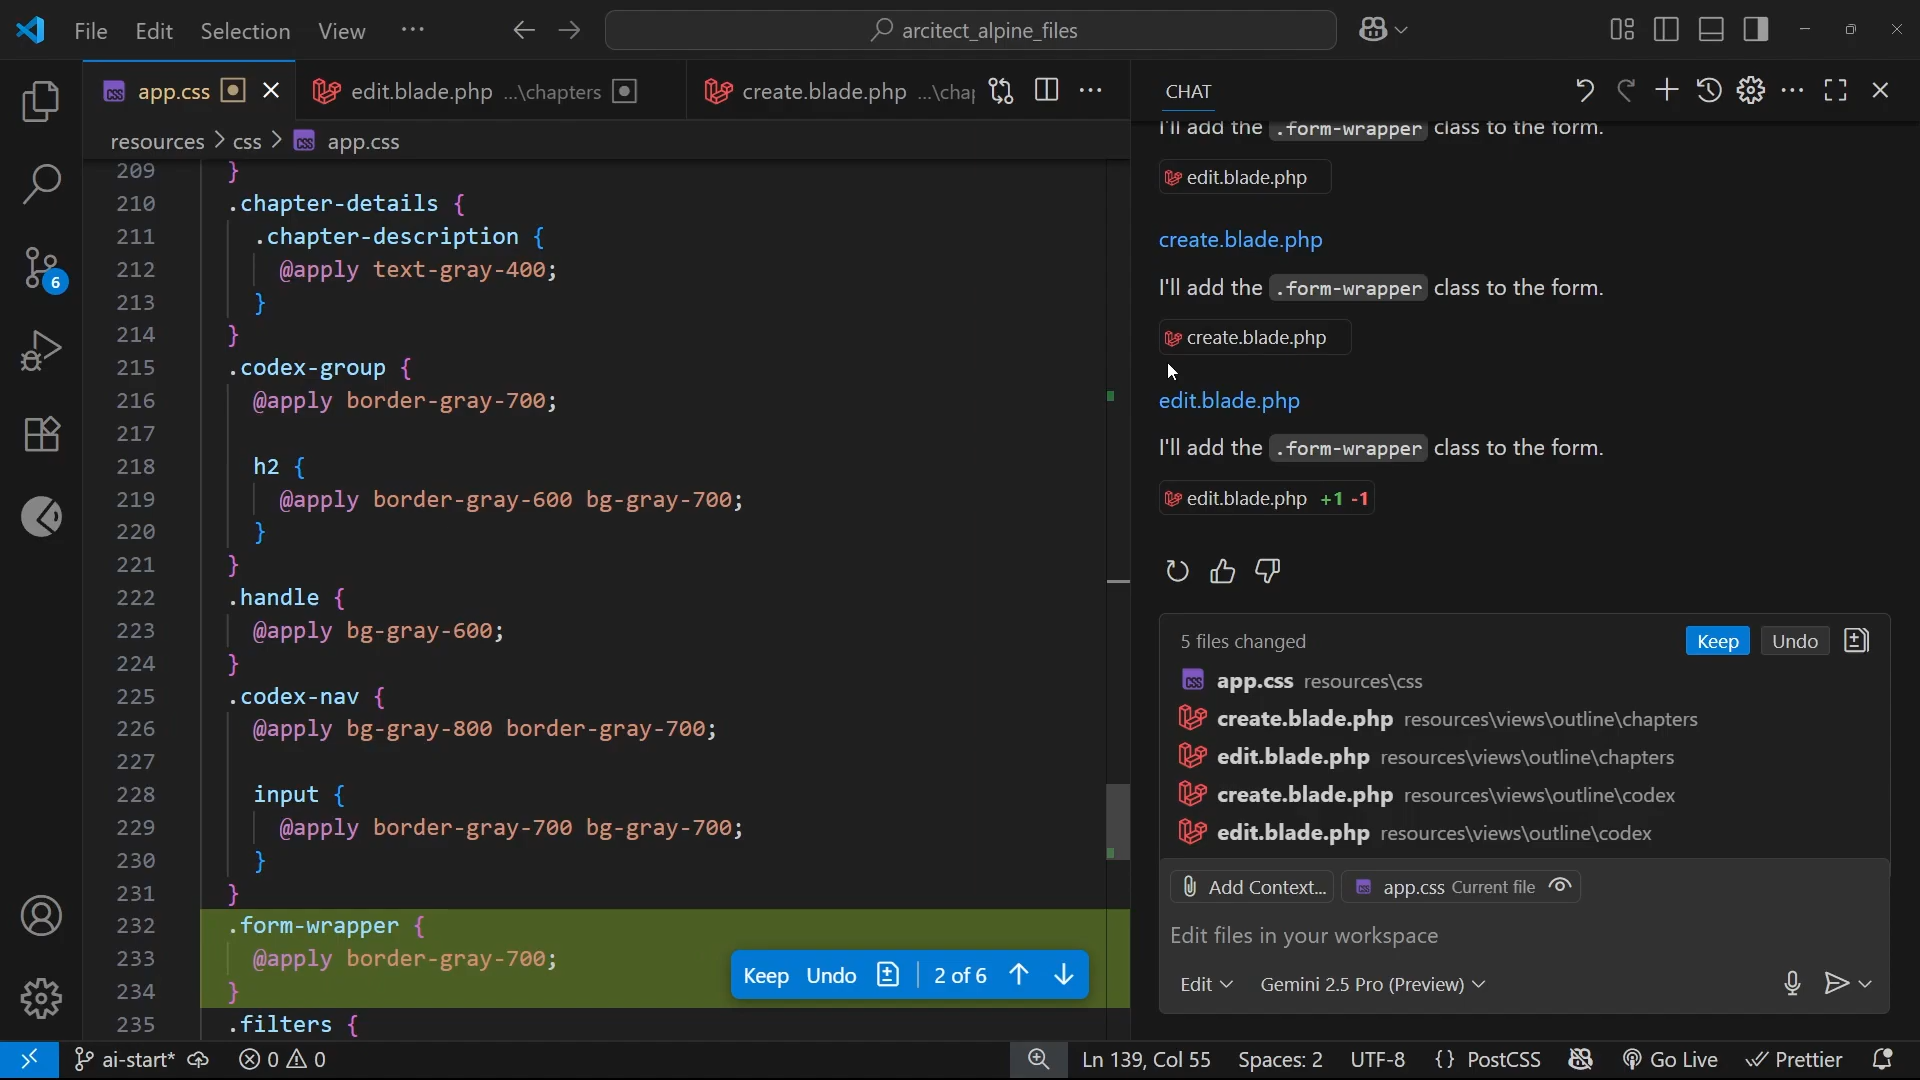 File Edit Selection View ···
arcitect_alpine_files
app.css
edit.blade.php ...\chapters
create.blade.php ...\chap
resources > css > app.css
209 }
210 .chapter-details {
211 .chapter-description {
212 @apply text-gray-400;
213 }
214 }
215 .codex-group {
216 @apply border-gray-700;
217
218 h2 {
219 @apply border-gray-600 bg-gray-700;
220 }
221 }
222 .handle {
223 @apply bg-gray-600;
224 }
225 .codex-nav {
226 @apply bg-gray-800 border-gray-700;
227
228 input {
229 @apply border-gray-700 bg-gray-700;
230 }
231 }
232 .form-wrapper {
233 @apply border-gray-700;
234 }
235 .filters {
Keep Undo 2 of 6
6
CHAT
I'll add the .form-wrapper class to the form.
edit.blade.php
create.blade.php
I'll add the .form-wrapper class to the form.
create.blade.php
edit.blade.php
I'll add the .form-wrapper class to the form.
edit.blade.php +1 -1
5 files changed Keep Undo
app.css resources\css
create.blade.php resources\views\outline\chapters
edit.blade.php resources\views\outline\chapters
create.blade.php resources\views\outline\codex
edit.blade.php resources\views\outline\codex
Add Context... app.css Current file
Edit files in your workspace
Edit Gemini 2.5 Pro (Preview)
ai-start* 0 0 Ln 139, Col 55 Spaces: 2 UTF-8 {} PostCSS Go Live Prettier